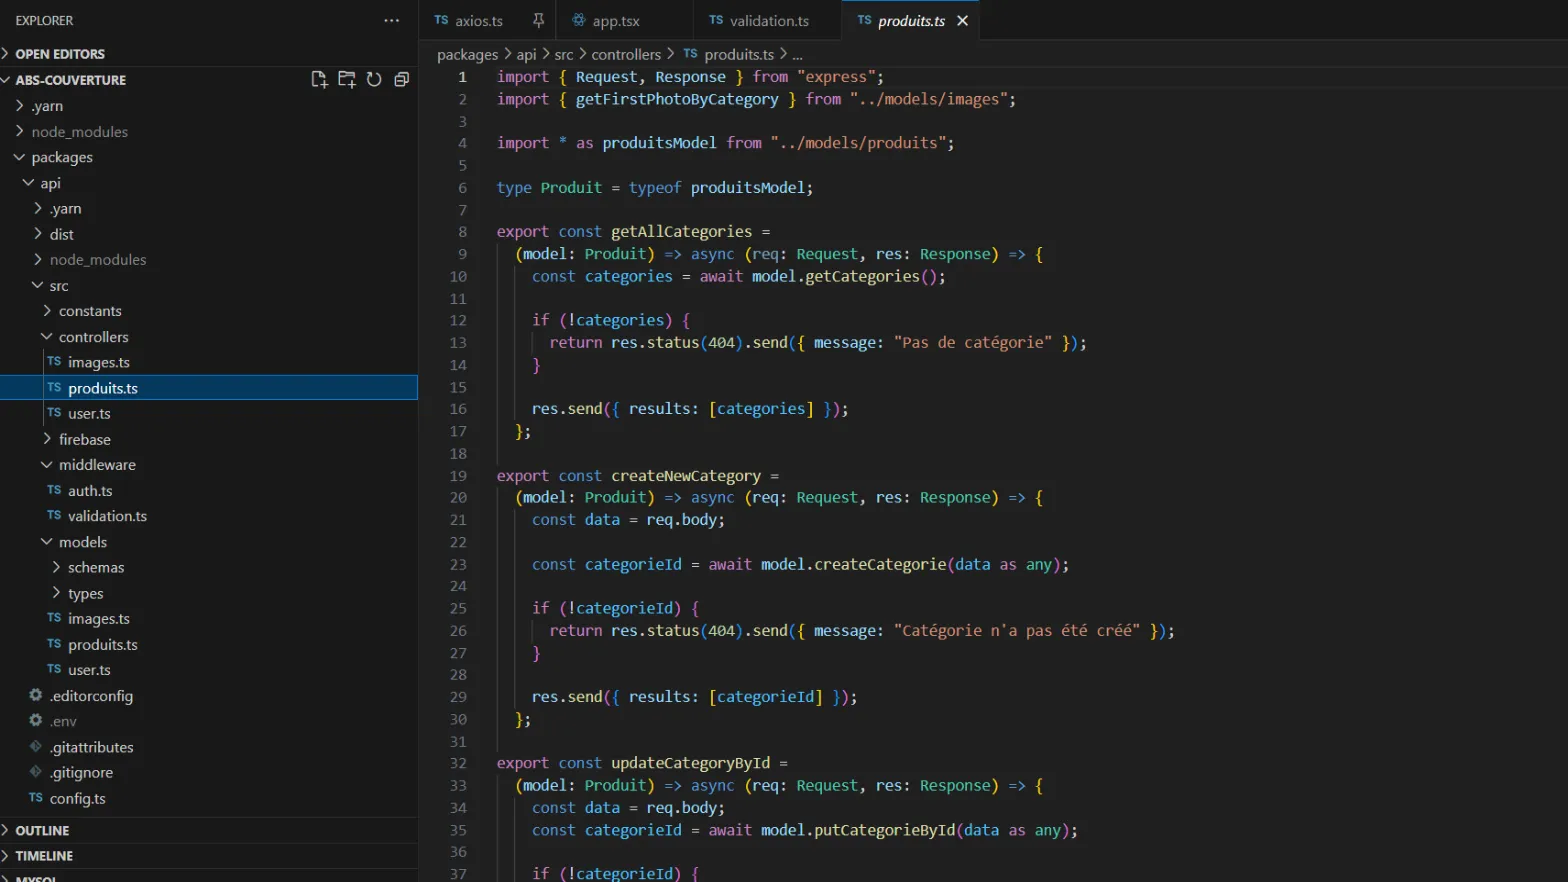 EXPLORER
OPEN EDITORS
ABS-COUVERTURE
.yarn
node_modules
packages
api
.yarn
dist
node_modules
src
constants
controllers
TS images.ts
TS produits.ts
TS user.ts
firebase
middleware
TS auth.ts
TS validation.ts
models
schemas
types
TS images.ts
TS produits.ts
TS user.ts
.editorconfig
.env
.gitattributes
.gitignore
TS config.ts
OUTLINE
TIMELINE
MYSQL
TS axios.ts
app.tsx
TS validation.ts
TS produits.ts
packages > api > src > controllers > TS produits.ts > ...
1 import { Request, Response } from "express";
2 import { getFirstPhotoByCategory } from "../models/images";
3
4 import * as produitsModel from "../models/produits";
5
6 type Produit = typeof produitsModel;
7
8 export const getAllCategories =
9 (model: Produit) => async (req: Request, res: Response) => {
10 const categories = await model.getCategories();
11
12 if (!categories) {
13 return res.status(404).send({ message: "Pas de catégorie" });
14 }
15
16 res.send({ results: [categories] });
17 };
18
19 export const createNewCategory =
20 (model: Produit) => async (req: Request, res: Response) => {
21 const data = req.body;
22
23 const categorieId = await model.createCategorie(data as any);
24
25 if (!categorieId) {
26 return res.status(404).send({ message: "Catégorie n'a pas été créé" });
27 }
28
29 res.send({ results: [categorieId] });
30 };
31
32 export const updateCategoryById =
33 (model: Produit) => async (req: Request, res: Response) => {
34 const data = req.body;
35 const categorieId = await model.putCategorieById(data as any);
36
37 if (!categorieId) {